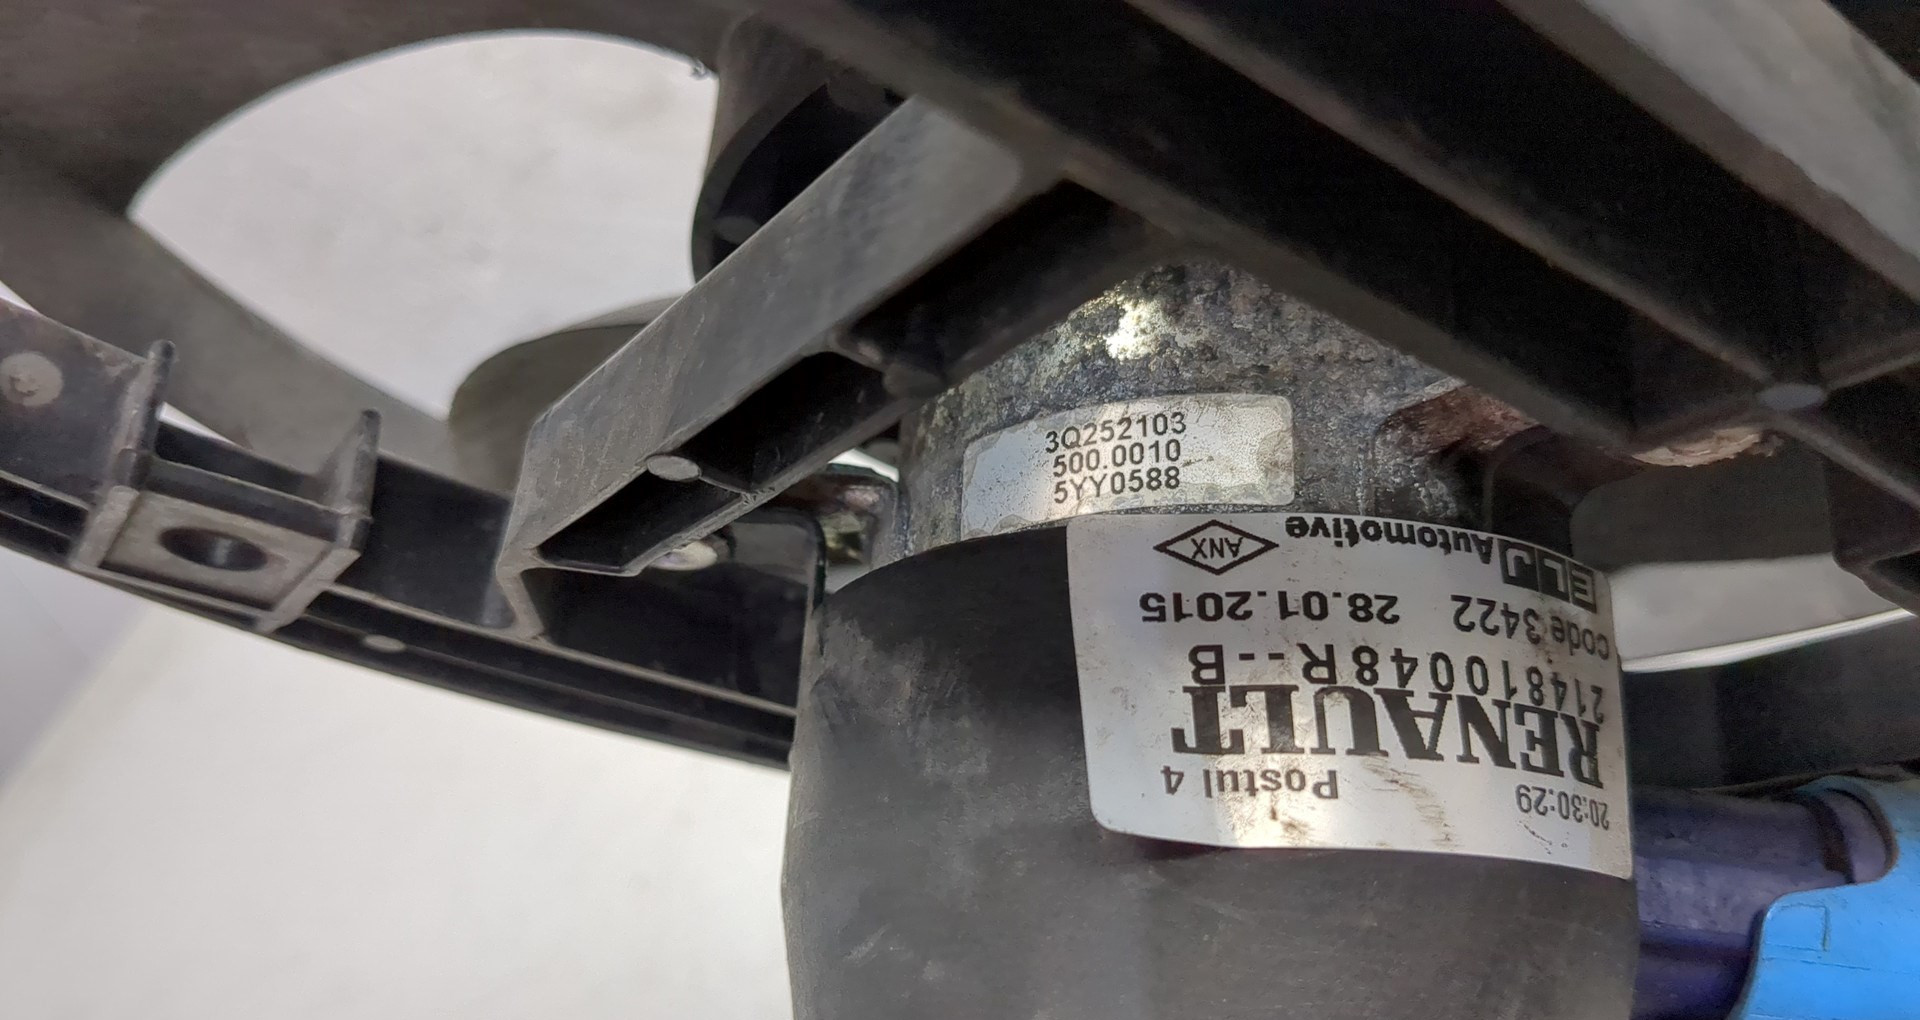 3Q252103
500.0010
5YY0588
20:30:29 Postul 4
RENAULT
214810048R--B
code 3422 28.01.2015
ELJ Automotive ANX